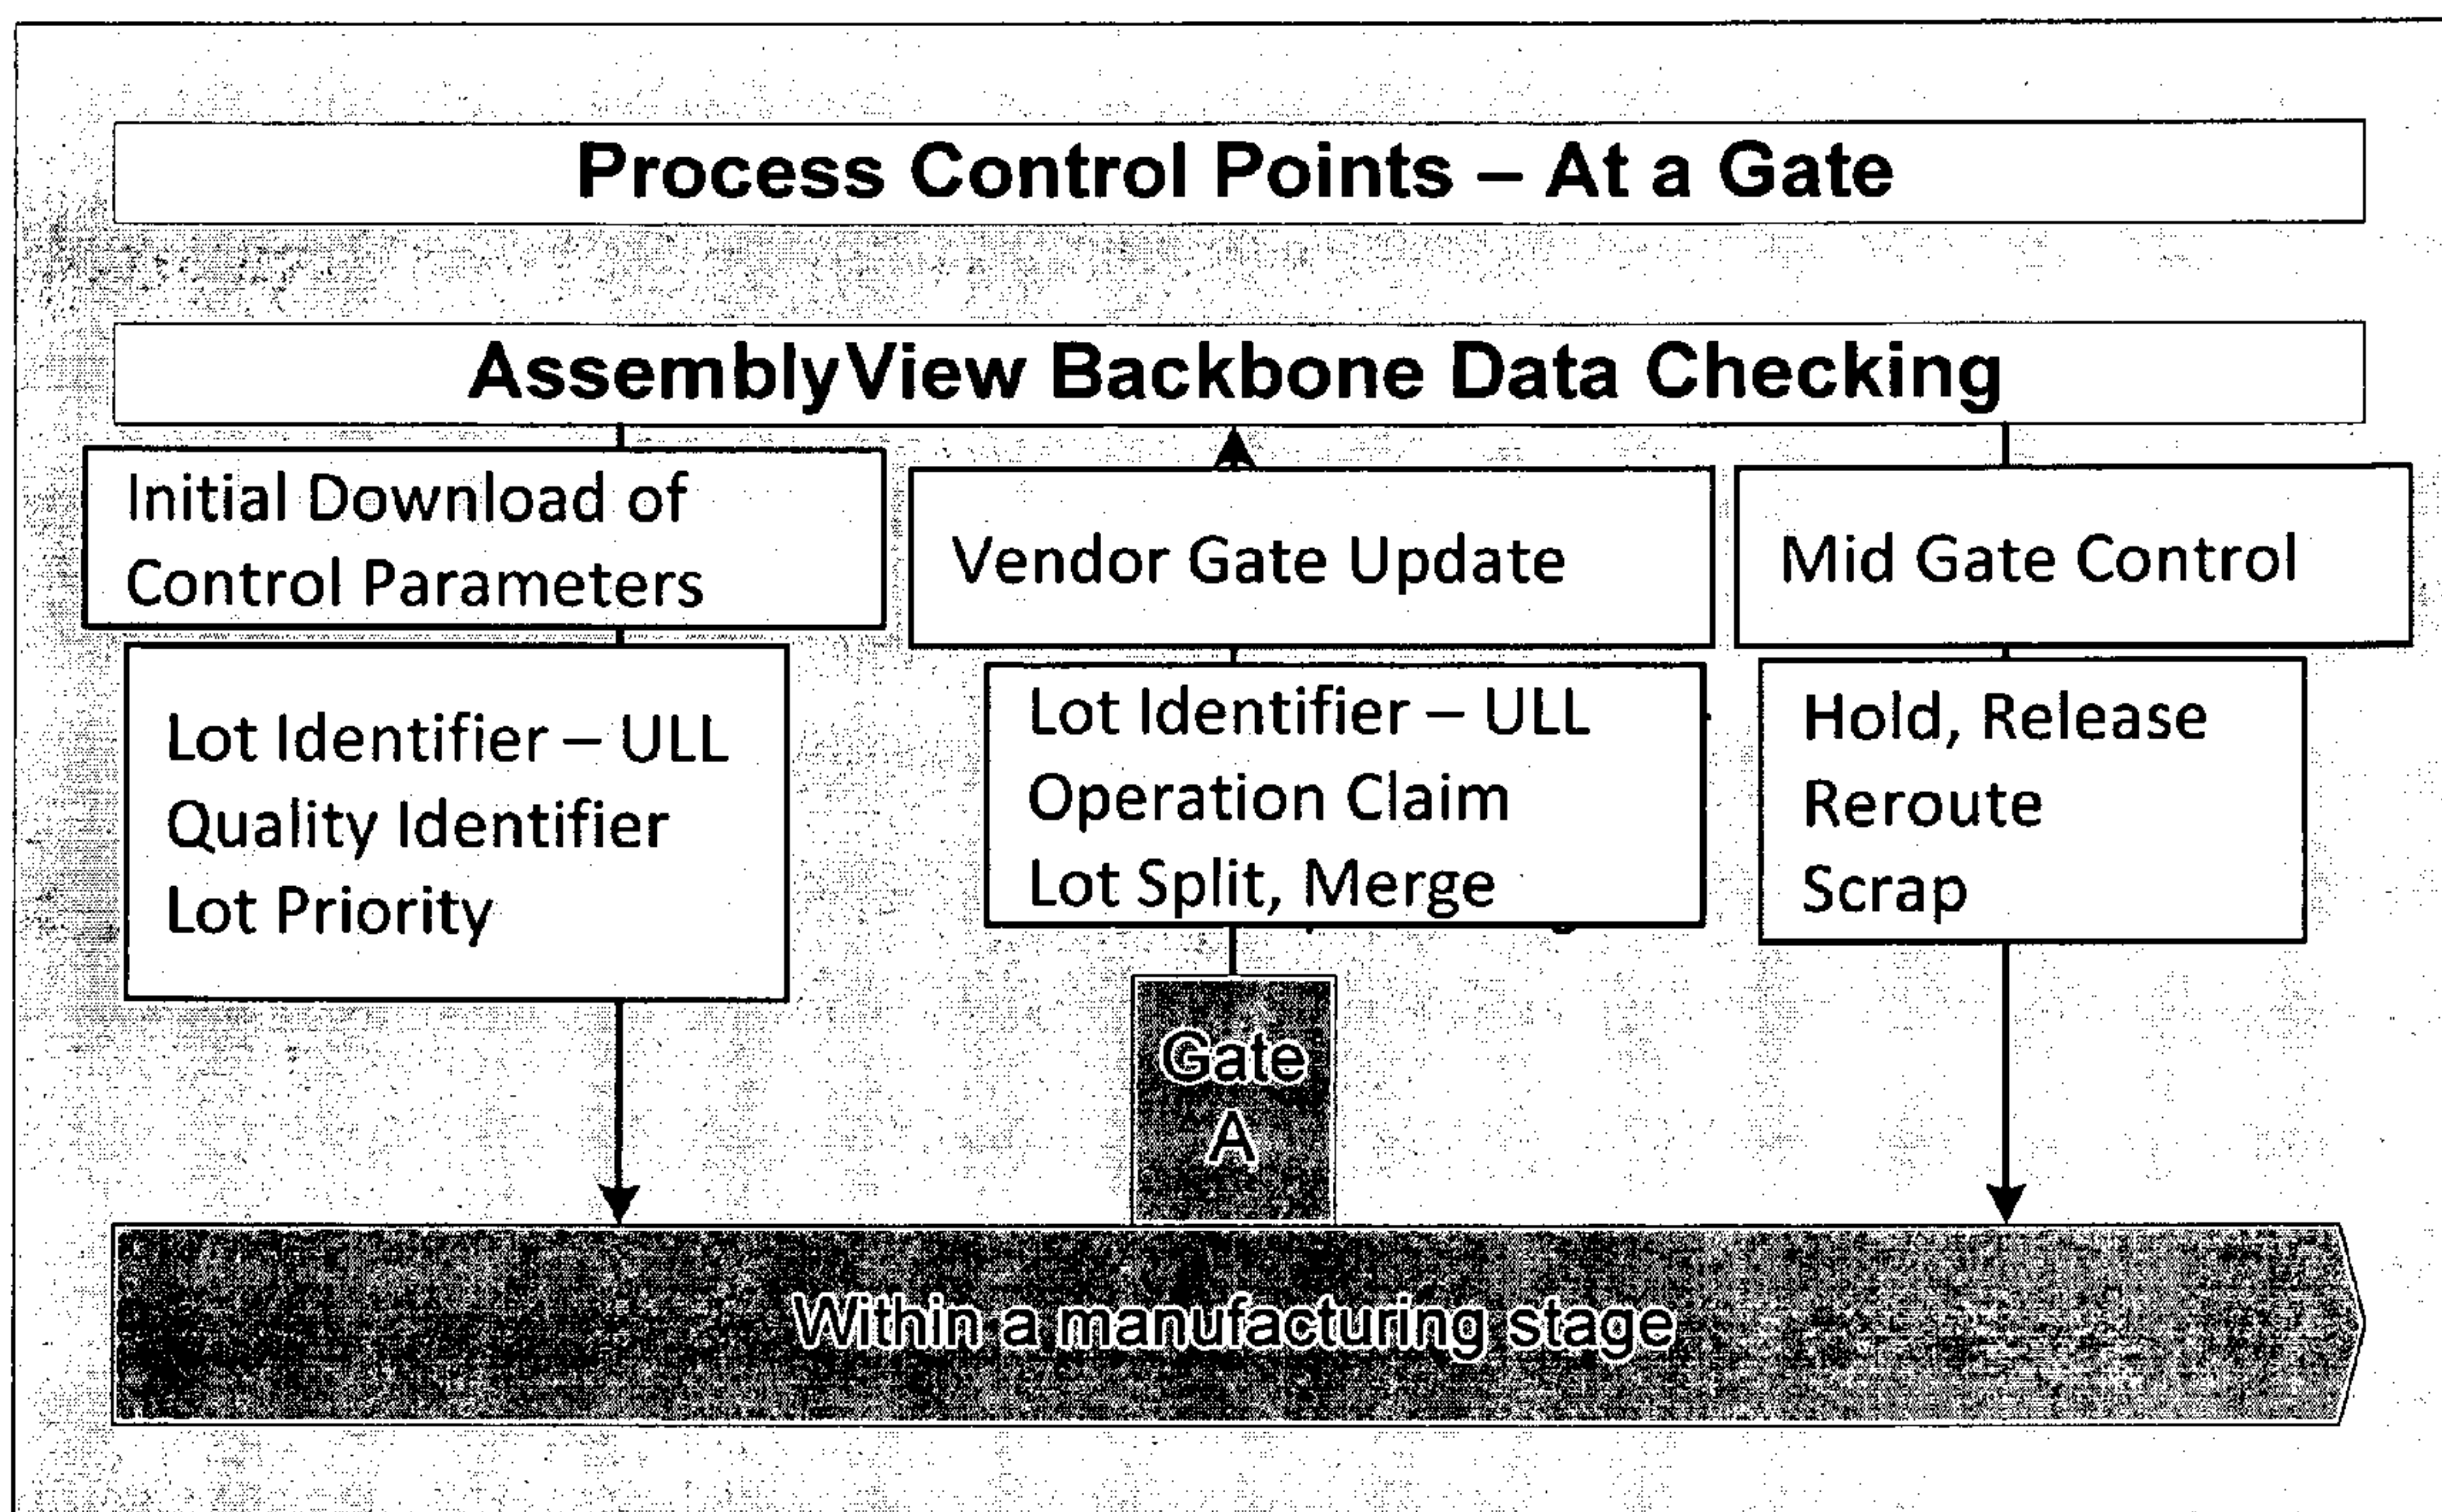 Process Control Points – At a Gate
AssemblyView Backbone Data Checking
Initial Download of
Control Parameters
Lot Identifier – ULL
Quality Identifier
Lot Priority
Vendor Gate Update
Lot Identifier – ULL
Operation Claim
Lot Split, Merge
Mid Gate Control
Hold, Release
Reroute
Scrap
Gate
A
Within a manufacturing stage